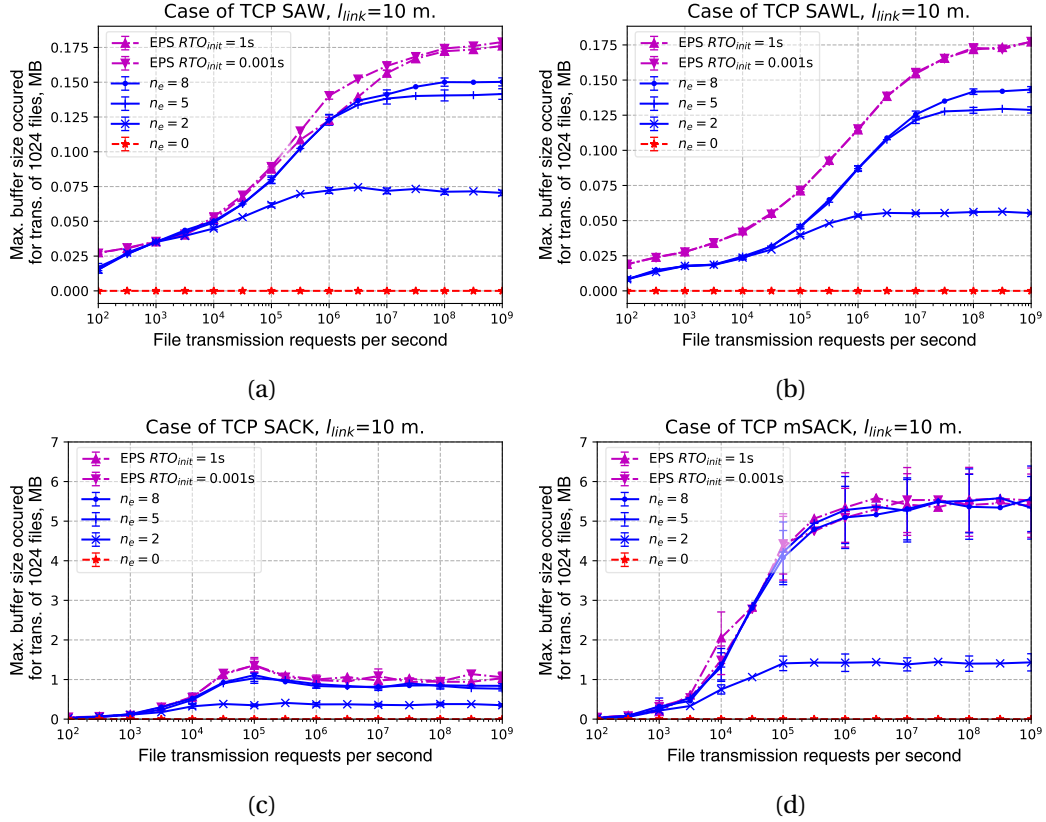 Case of TCP SAW, l_link=10 m.
Max. buffer size occured
for trans. of 1024 files, MB
0.175
0.150
0.125
0.100
0.075
0.050
0.025
0.000
EPS RTO_init = 1s
EPS RTO_init = 0.001s
n_e = 8
n_e = 5
n_e = 2
n_e = 0
10^2 10^3 10^4 10^5 10^6 10^7 10^8 10^9
File transmission requests per second
(a)
Case of TCP SAWL, l_link=10 m.
Max. buffer size occured
for trans. of 1024 files, MB
0.175
0.150
0.125
0.100
0.075
0.050
0.025
0.000
EPS RTO_init = 1s
EPS RTO_init = 0.001s
n_e = 8
n_e = 5
n_e = 2
n_e = 0
10^2 10^3 10^4 10^5 10^6 10^7 10^8 10^9
File transmission requests per second
(b)
Case of TCP SACK, l_link=10 m.
Max. buffer size occured
for trans. of 1024 files, MB
7
6
5
4
3
2
1
0
EPS RTO_init = 1s
EPS RTO_init = 0.001s
n_e = 8
n_e = 5
n_e = 2
n_e = 0
10^2 10^3 10^4 10^5 10^6 10^7 10^8 10^9
File transmission requests per second
(c)
Case of TCP mSACK, l_link=10 m.
Max. buffer size occured
for trans. of 1024 files, MB
7
6
5
4
3
2
1
0
EPS RTO_init = 1s
EPS RTO_init = 0.001s
n_e = 8
n_e = 5
n_e = 2
n_e = 0
10^2 10^3 10^4 10^5 10^6 10^7 10^8 10^9
File transmission requests per second
(d)